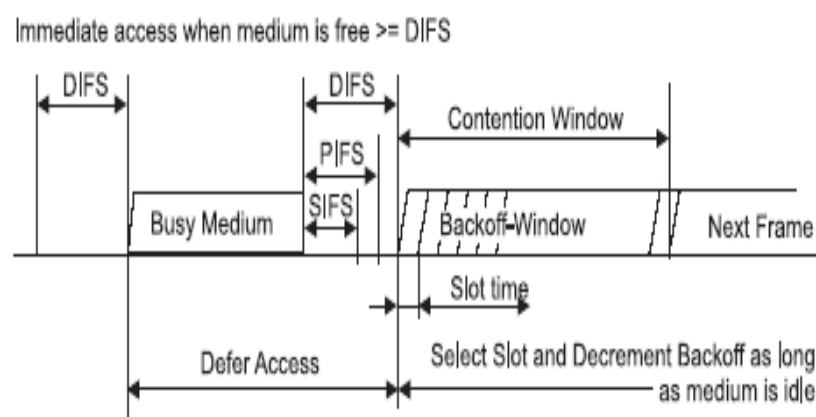 Immediate access when medium is free >= DIFS
DIFS
DIFS
Contention Window
PIFS
SIFS
Busy Medium
Backoff-Window
Next Frame
Slot time
Defer Access
Select Slot and Decrement Backoff as long
as medium is idle